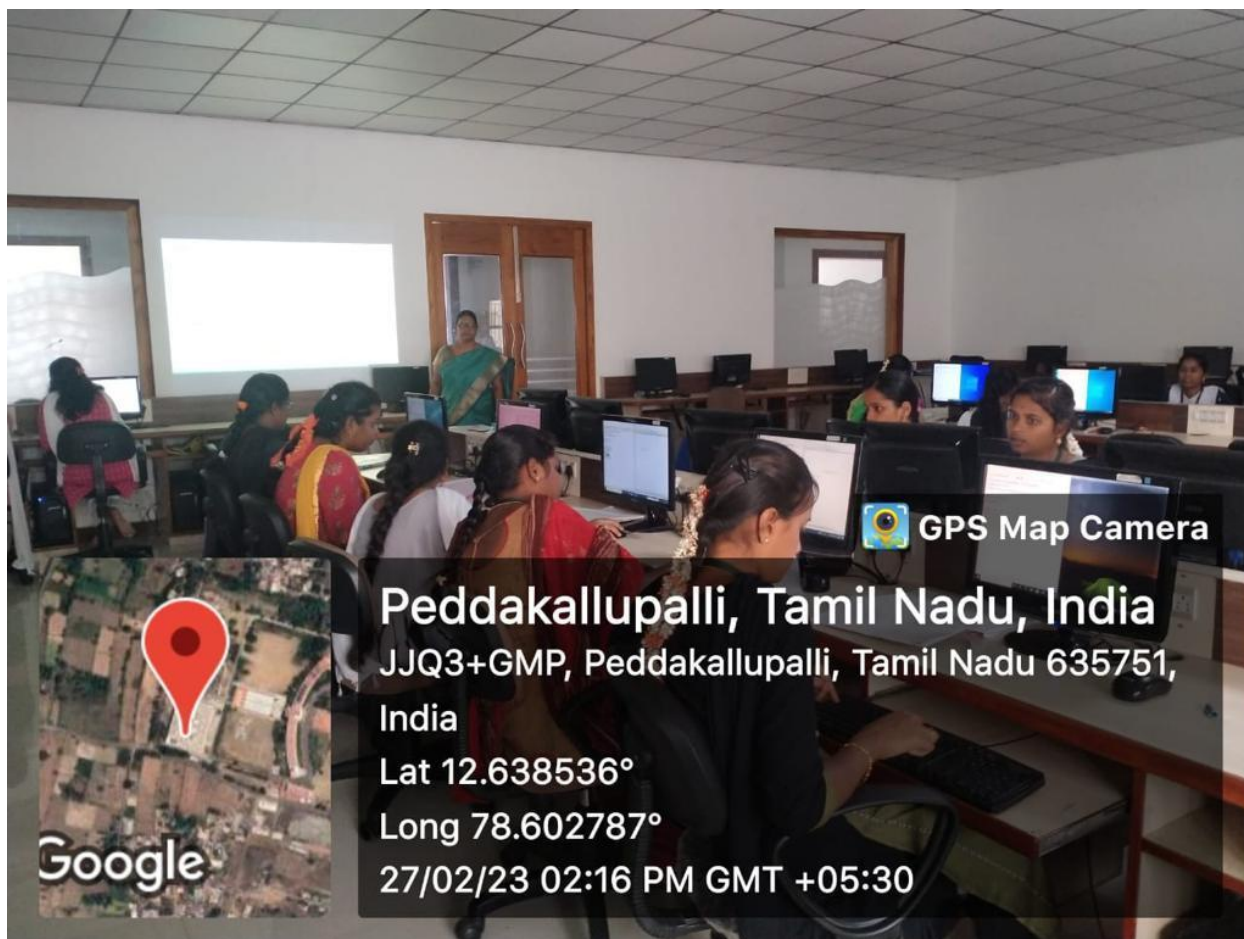 GPS Map Camera
Peddakallupalli, Tamil Nadu, India
JJQ3+GMP, Peddakallupalli, Tamil Nadu 635751,
India
Lat 12.638536°
Long 78.602787°
27/02/23 02:16 PM GMT +05:30
Google